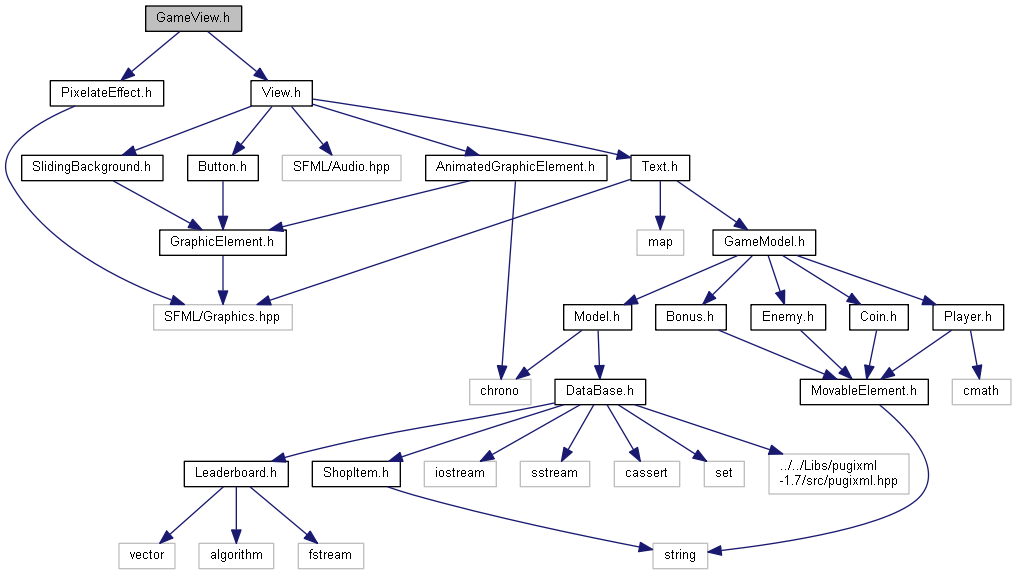 GameView.h
PixelateEffect.h
View.h
SlidingBackground.h
Button.h
SFML/Audio.hpp
AnimatedGraphicElement.h
Text.h
GraphicElement.h
map
GameModel.h
SFML/Graphics.hpp
Model.h
Bonus.h
Enemy.h
Coin.h
Player.h
chrono
DataBase.h
MovableElement.h
cmath
Leaderboard.h
ShopItem.h
iostream
sstream
cassert
set
../../Libs/pugixml
-1.7/src/pugixml.hpp
vector
algorithm
fstream
string